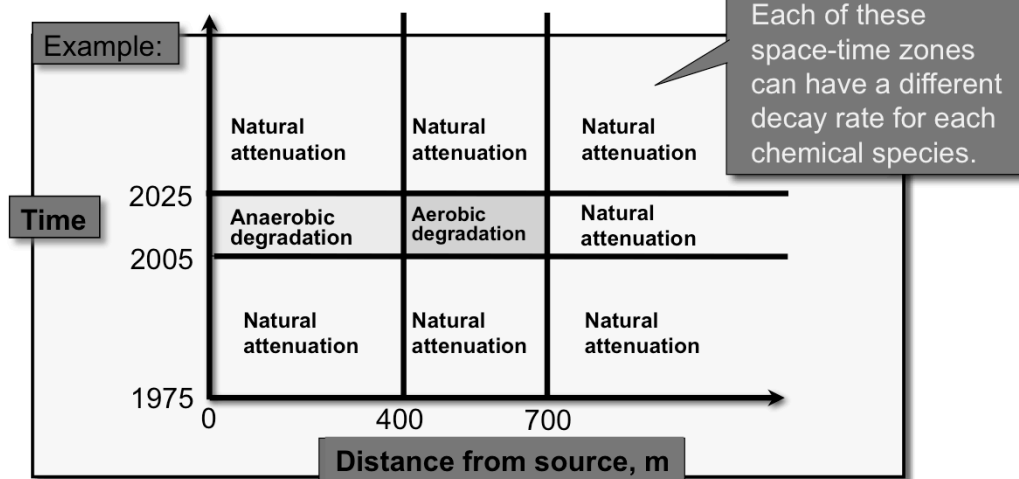 Example:
Each of these
space-time zones
can have a different
decay rate for each
chemical species.
Natural
attenuation
Natural
attenuation
Natural
attenuation
2025
Time
Anaerobic
degradation
Aerobic
degradation
Natural
attenuation
2005
Natural
attenuation
Natural
attenuation
Natural
attenuation
1975
0
400
700
Distance from source, m